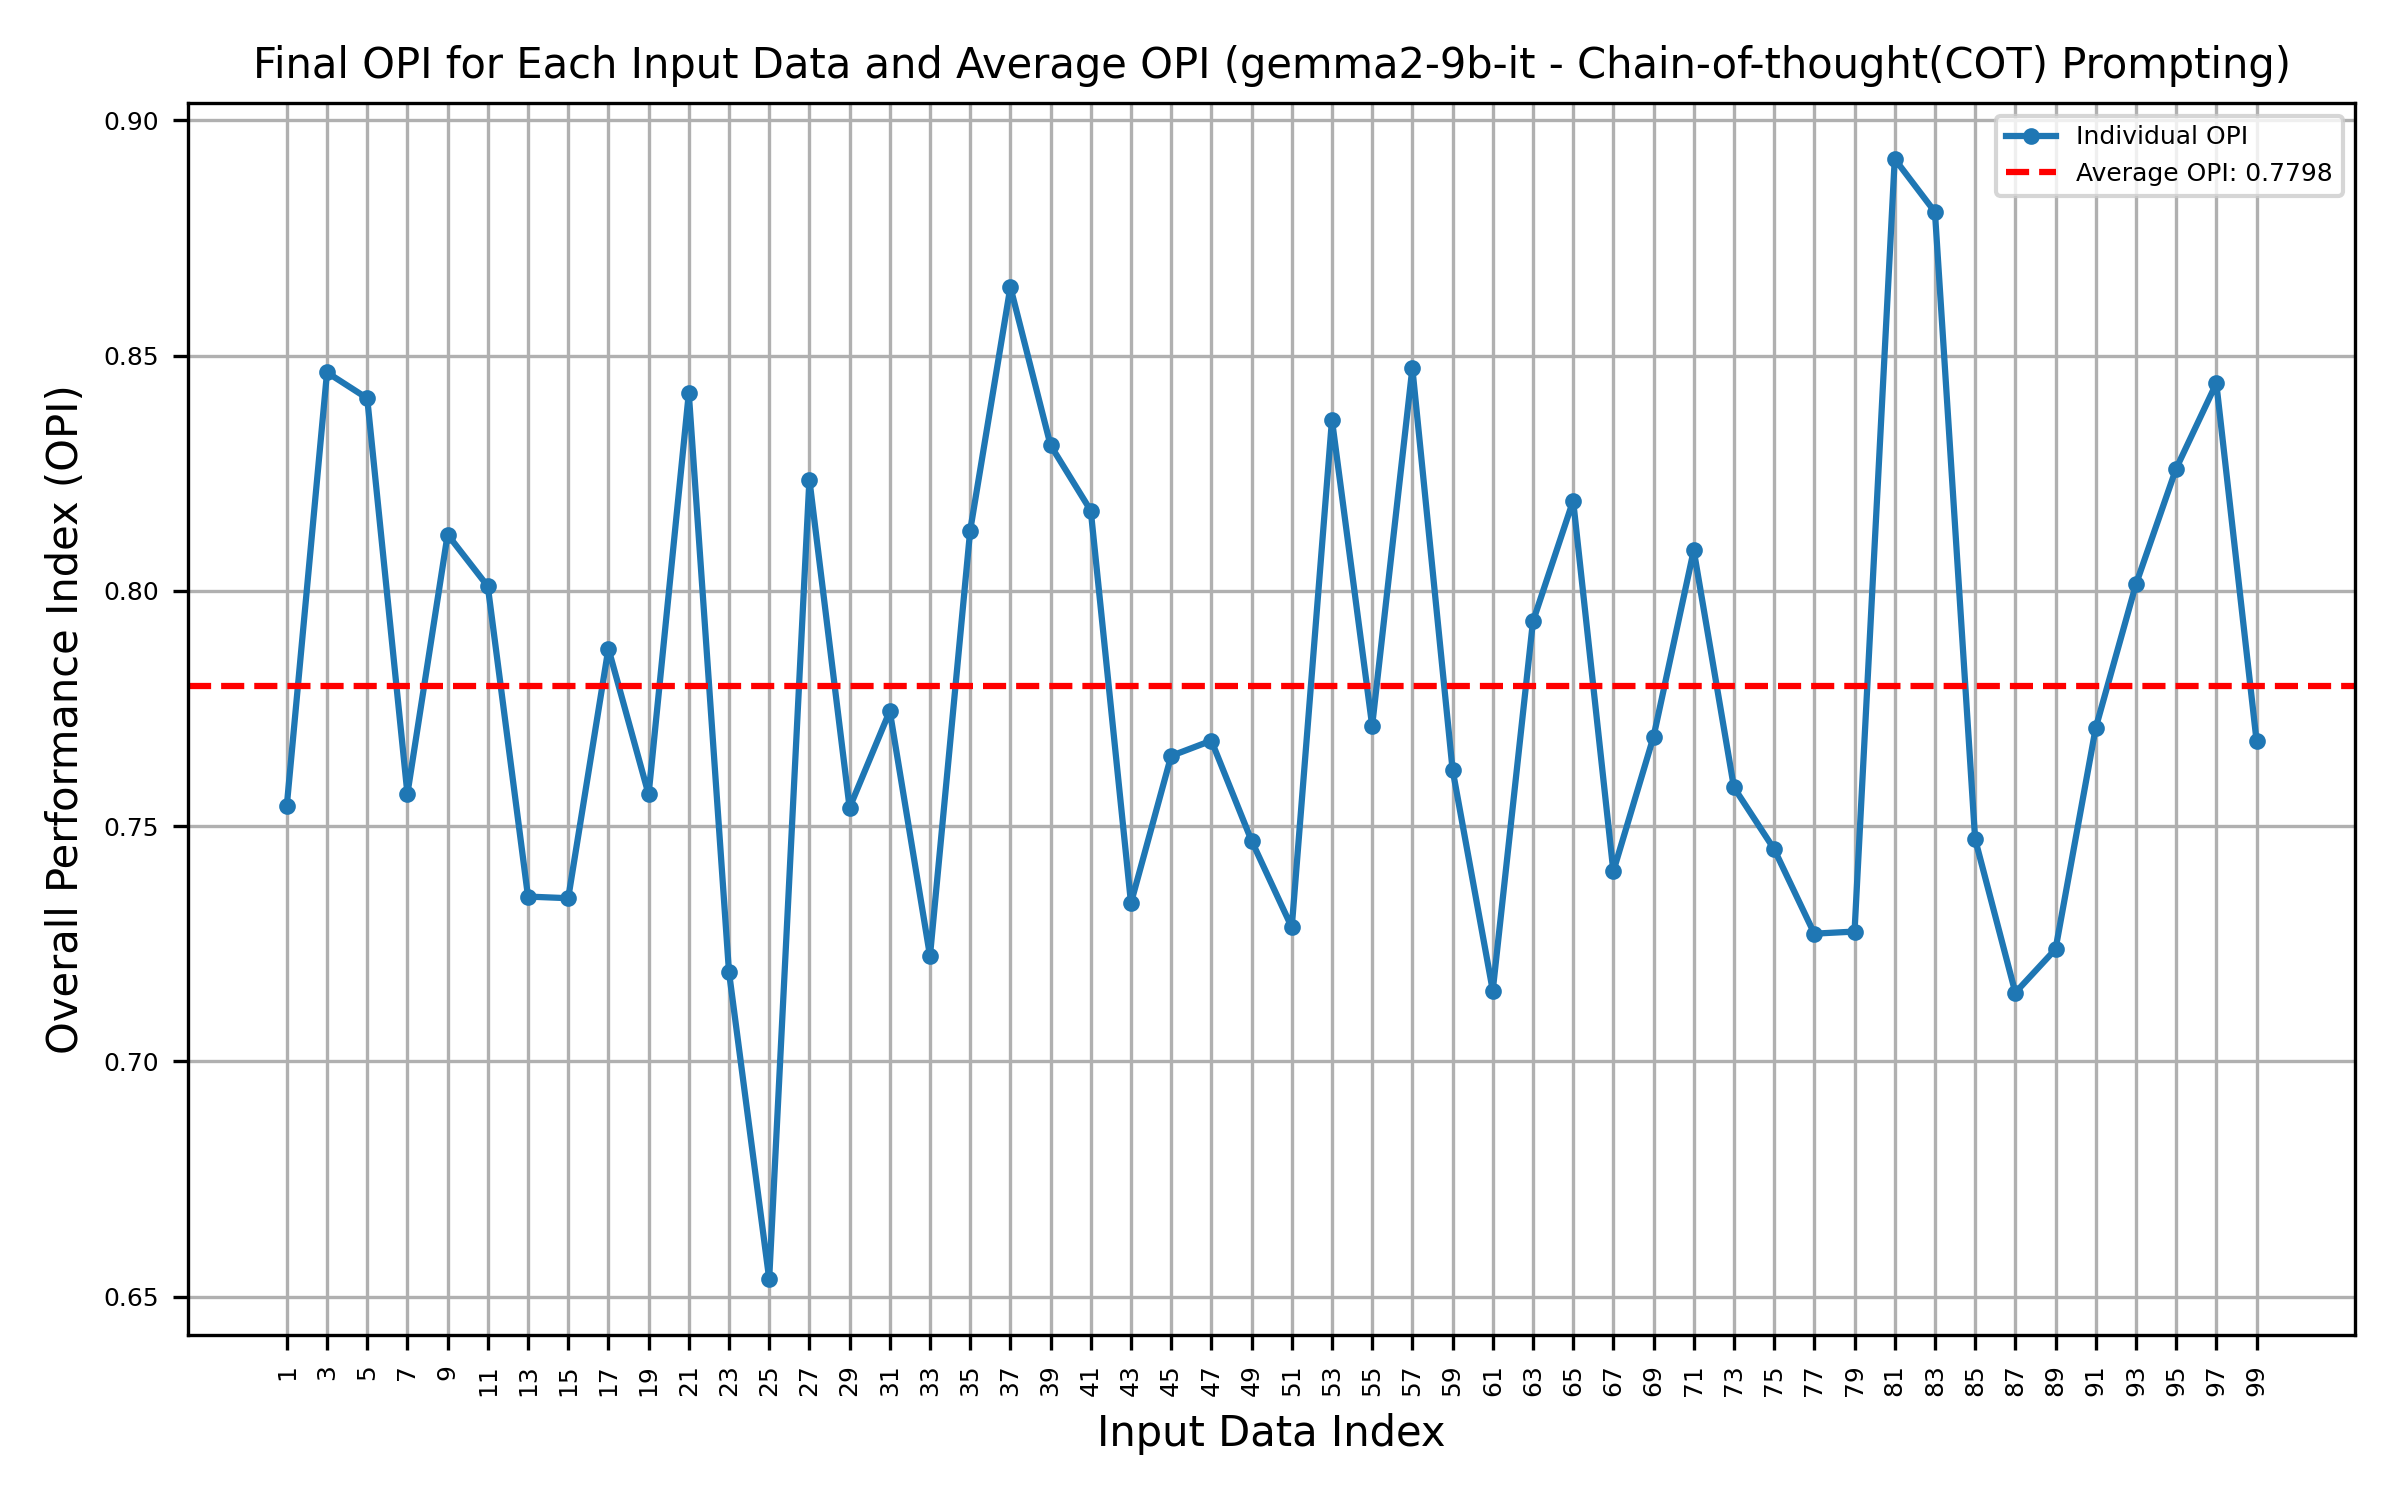 Final OPI for Each Input Data and Average OPI (gemma2-9b-it - Chain-of-thought(COT) Prompting)
Individual OPI
Average OPI: 0.7798
Overall Performance Index (OPI)
0.90
0.85
0.80
0.75
0.70
0.65
1 3 5 7 9 11 13 15 17 19 21 23 25 27 29 31 33 35 37 39 41 43 45 47 49 51 53 55 57 59 61 63 65 67 69 71 73 75 77 79 81 83 85 87 89 91 93 95 97 99
Input Data Index